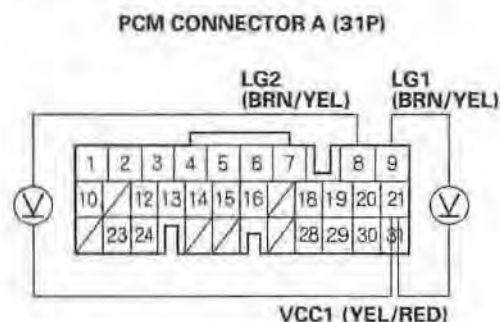 PCM CONNECTOR A (31P)
LG2 LG1
(BRN/YEL) (BRN/YEL)
1 2 3 4 5 6 7 8 9
10 12 13 14 15 16 18 19 20 21
V V
23 24 28 29 30 31
VCC1 (YEL/RED)